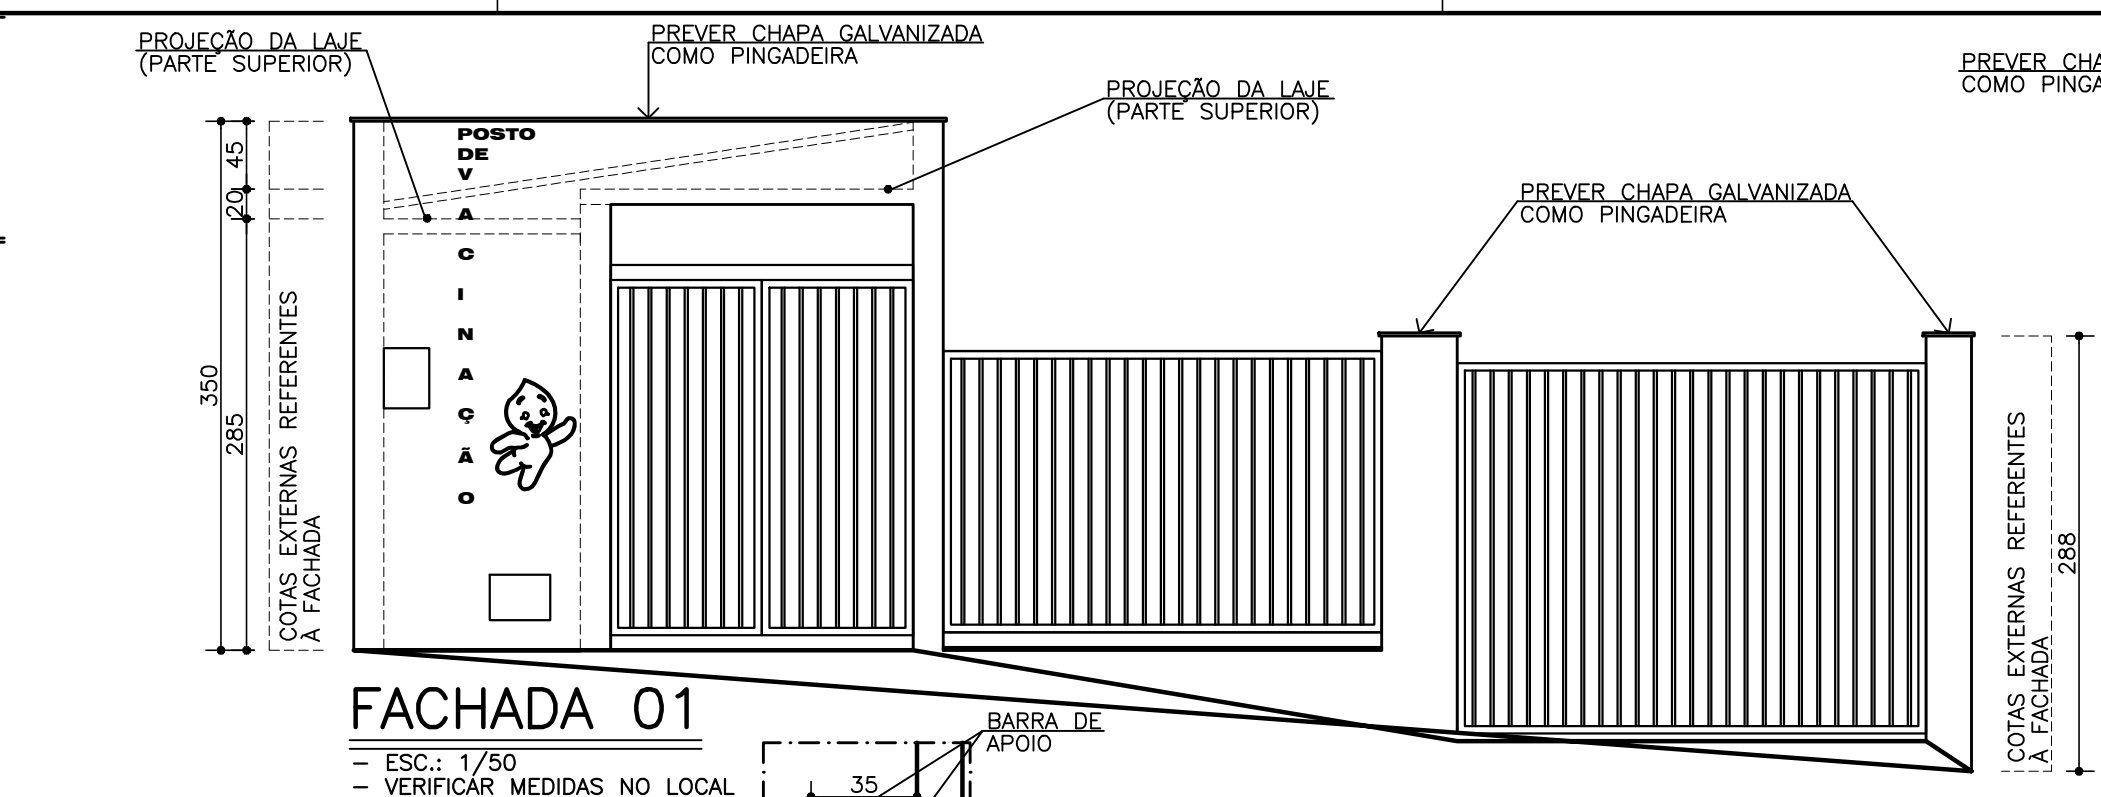 PROJEÇÃO DA LAJE
(PARTE SUPERIOR)
PREVER CHAPA GALVANIZADA
COMO PINGADEIRA
PROJEÇÃO DA LAJE
(PARTE SUPERIOR)
COMO PINGA
PREVER CHAPA GALVANIZADA
COMO PINGADEIRA
POSTO
DE
V
A
C
I
N
A
Ç
Ã
O
45
20
285
350
COTAS EXTERNAS REFERENTES
À FACHADA
COTAS EXTERNAS REFERENTES
À FACHADA
288
FACHADA 01
- ESC.: 1/50
- VERIFICAR MEDIDAS NO LOCAL
BARRA DE
APOIO
35